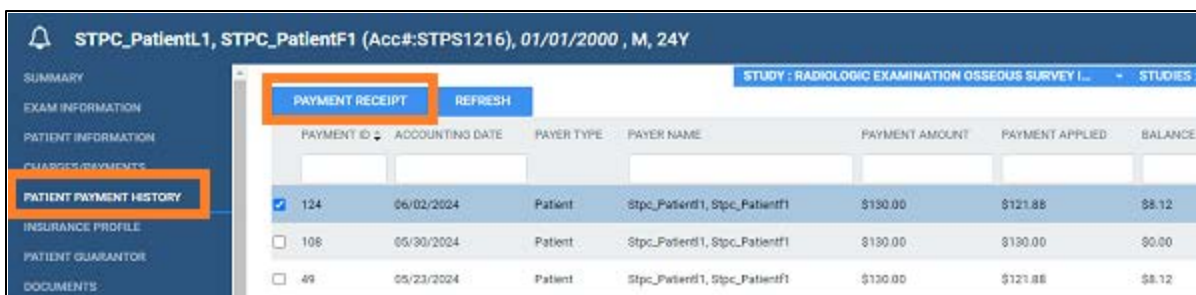 STPC_PatientL1, STPC_PatientF1 (Acc#:STPS1216), 01/01/2000 , M, 24Y
SUMMARY
EXAM INFORMATION
PATIENT INFORMATION
CHARGES/PAYMENTS
PATIENT PAYMENT HISTORY
INSURANCE PROFILE
PATIENT GUARANTOR
DOCUMENTS
STUDY : RADIOLOGIC EXAMINATION OSSEOUS SURVEY I... STUDIES
PAYMENT RECEIPT REFRESH
PAYMENT ID ACCOUNTING DATE PAYER TYPE PAYER NAME PAYMENT AMOUNT PAYMENT APPLIED BALANCE
124 06/02/2024 Patient Stpc_Patientl1, Stpc_Patientf1 $130.00 $121.88 $8.12
108 05/30/2024 Patient Stpc_Patientl1, Stpc_Patientf1 $130.00 $130.00 $0.00
49 05/23/2024 Patient Stpc_Patientl1, Stpc_Patientf1 $130.00 $121.88 $8.12